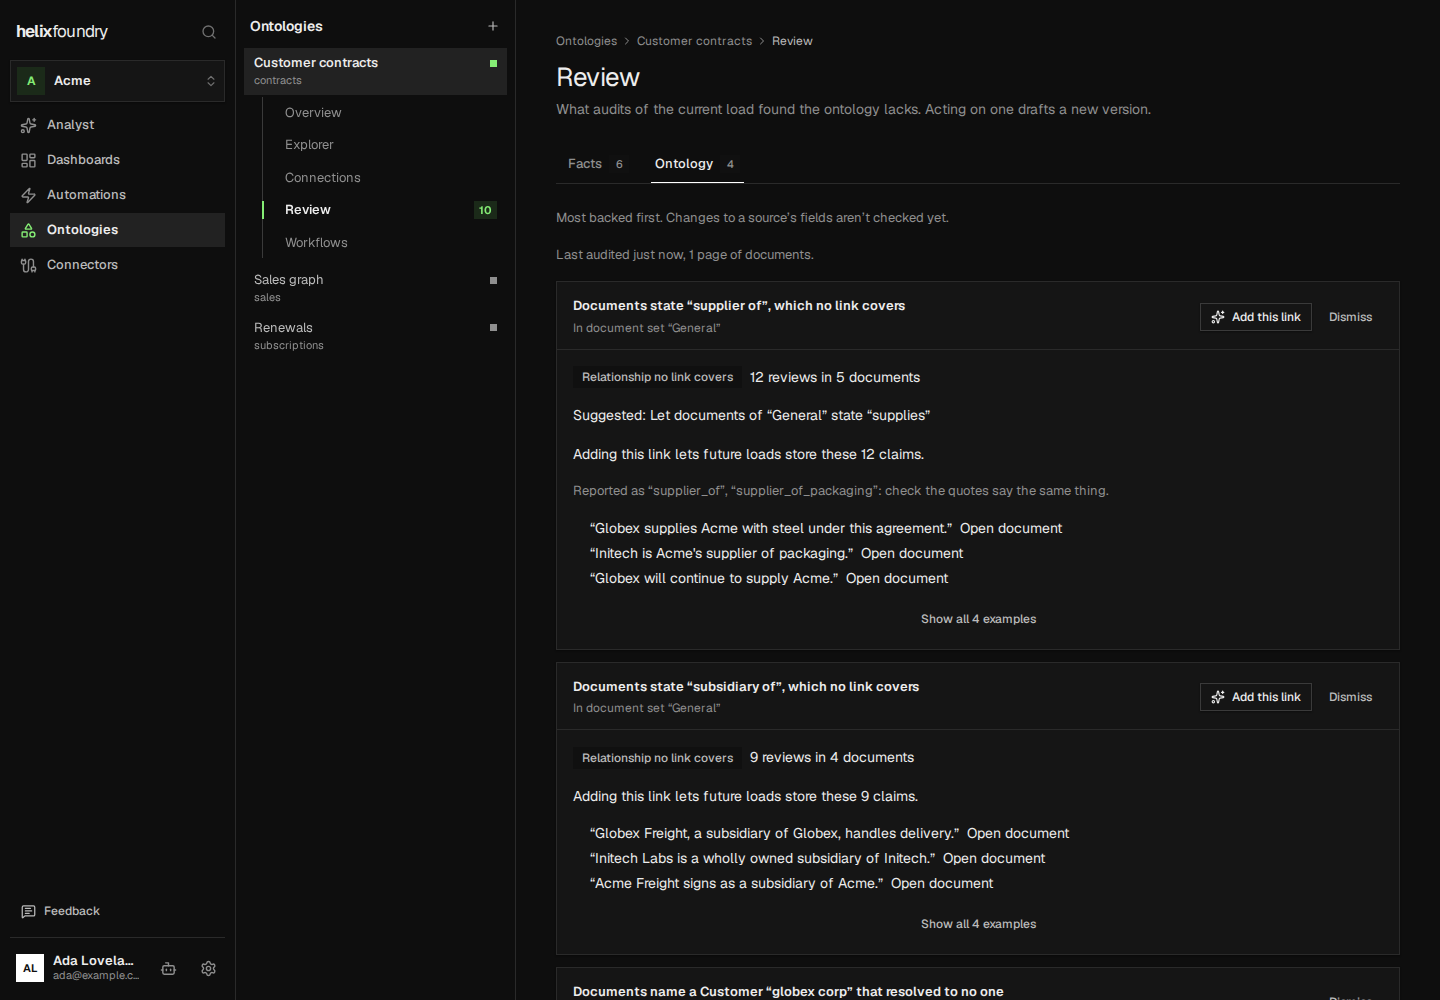 helixfoundry
A
Acme
Analyst
Dashboards
Automations
Ontologies
Connectors
Feedback
AL
Ada Lovela...
ada@example.c...
Ontologies
Customer contracts
contracts
Overview
Explorer
Connections
Review 10
Workflows
Sales graph
sales
Renewals
subscriptions
Ontologies > Customer contracts > Review
Review
What audits of the current load found the ontology lacks. Acting on one drafts a new version.
Facts 6 Ontology 4
Most backed first. Changes to a source’s fields aren’t checked yet.
Last audited just now, 1 page of documents.
Documents state “supplier of”, which no link covers
In document set “General”
Add this link Dismiss
Relationship no link covers 12 reviews in 5 documents
Suggested: Let documents of “General” state “supplies”
Adding this link lets future loads store these 12 claims.
Reported as “supplier_of”, “supplier_of_packaging”: check the quotes say the same thing.
“Globex supplies Acme with steel under this agreement.” Open document
“Initech is Acme’s supplier of packaging.” Open document
“Globex will continue to supply Acme.” Open document
Show all 4 examples
Documents state “subsidiary of”, which no link covers
In document set “General”
Add this link Dismiss
Relationship no link covers 9 reviews in 4 documents
Adding this link lets future loads store these 9 claims.
“Globex Freight, a subsidiary of Globex, handles delivery.” Open document
“Initech Labs is a wholly owned subsidiary of Initech.” Open document
“Acme Freight signs as a subsidiary of Acme.” Open document
Show all 4 examples
Documents name a Customer “globex corp” that resolved to no one